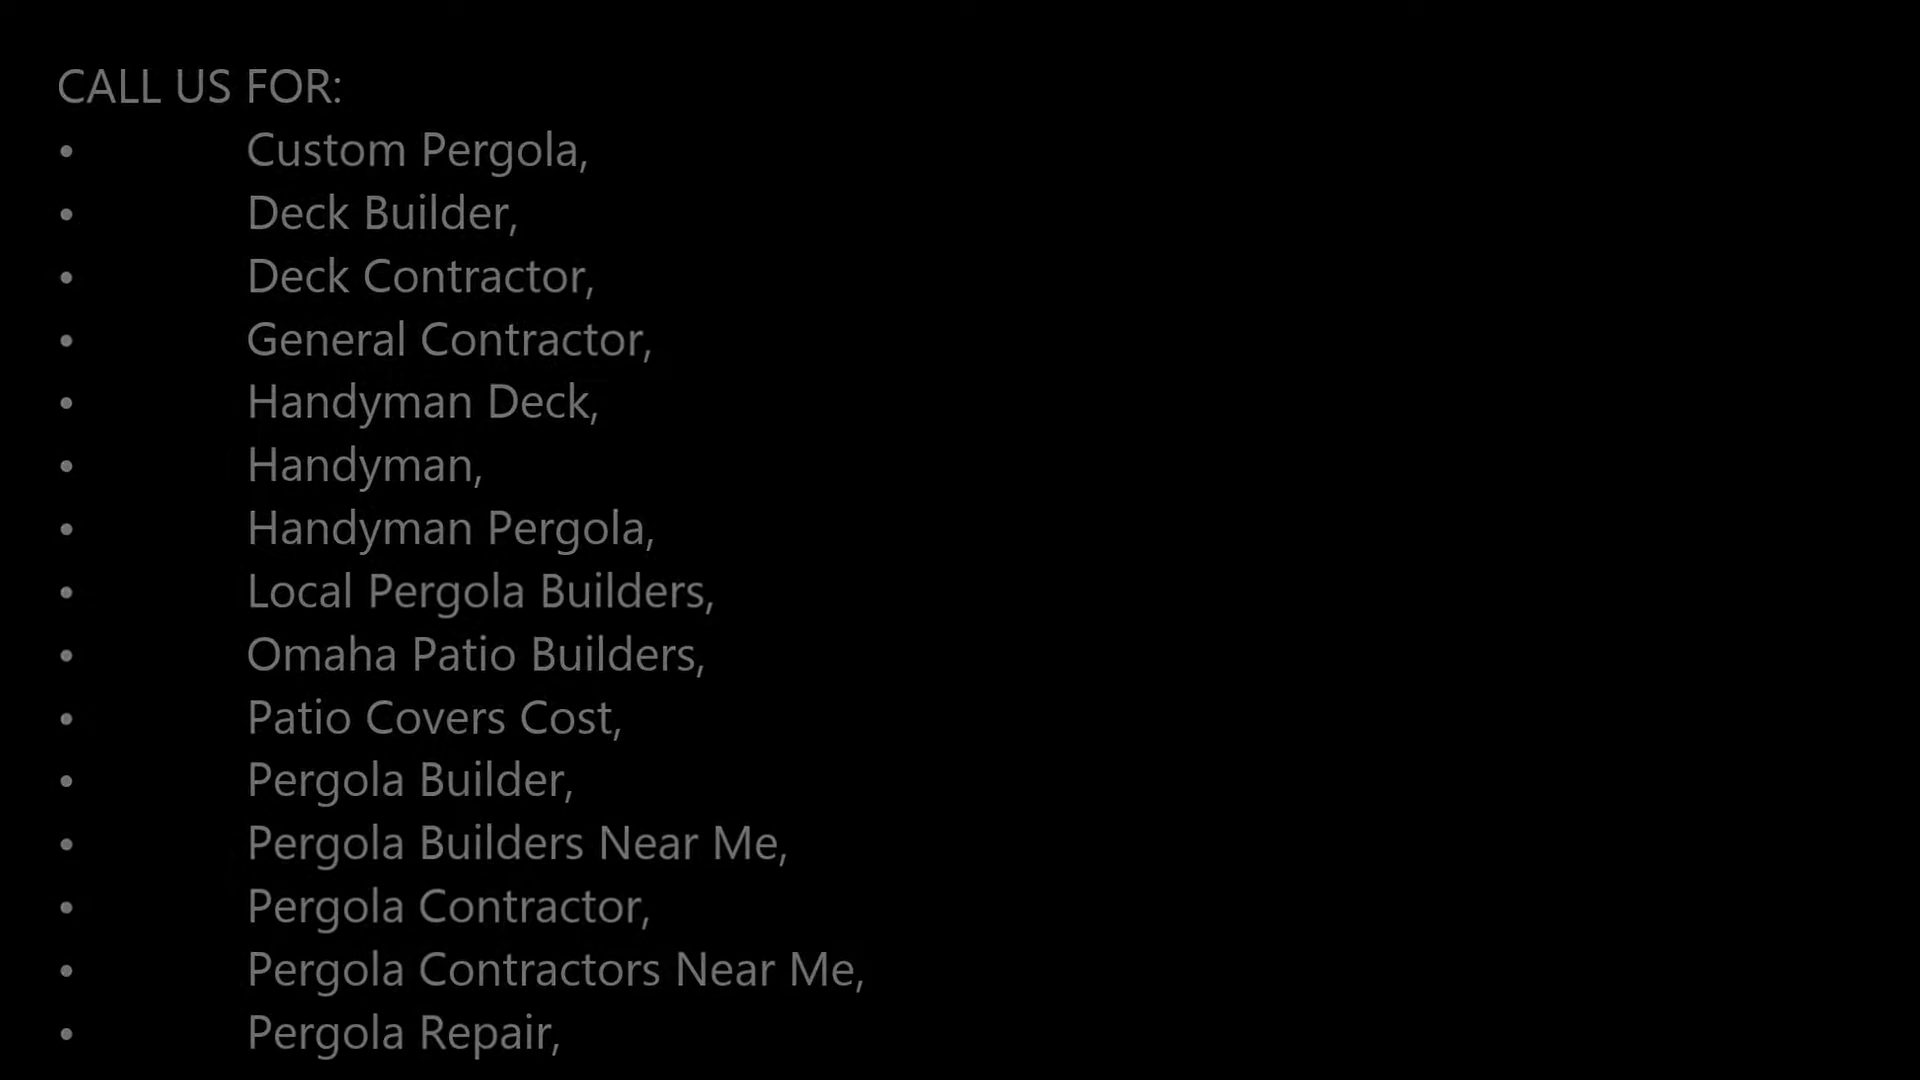 CALL US FOR:
• Custom Pergola,
• Deck Builder,
• Deck Contractor,
• General Contractor,
• Handyman Deck,
• Handyman,
• Handyman Pergola,
• Local Pergola Builders,
• Omaha Patio Builders,
• Patio Covers Cost,
• Pergola Builder,
• Pergola Builders Near Me,
• Pergola Contractor,
• Pergola Contractors Near Me,
• Pergola Repair,